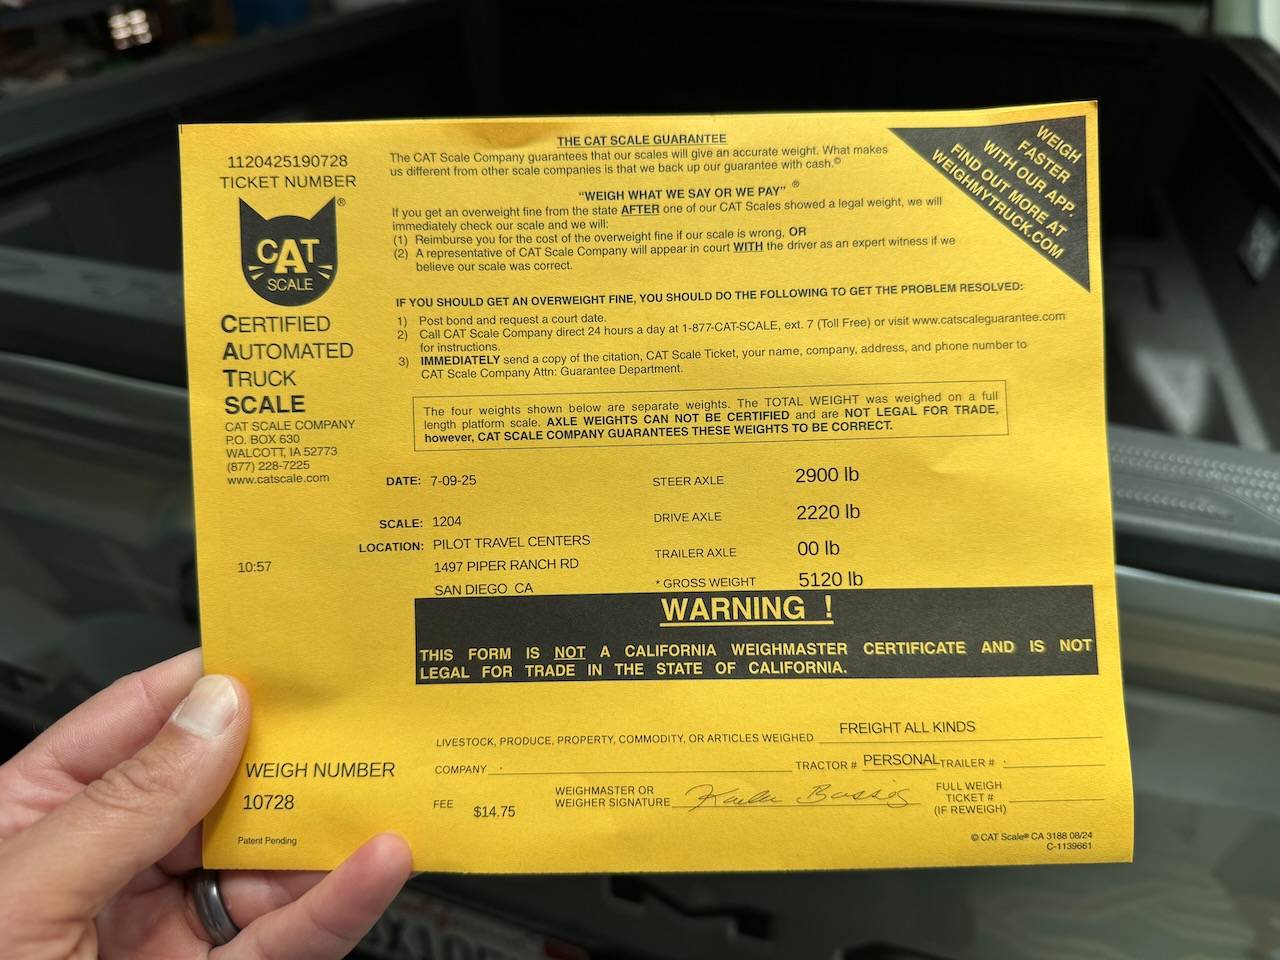 1120425190728
TICKET NUMBER
CAT
SCALE
®
CERTIFIED
AUTOMATED
TRUCK
SCALE
CAT SCALE COMPANY
P.O. BOX 630
WALCOTT, IA 52773
(877) 228-7225
www.catscale.com
THE CAT SCALE GUARANTEE
The CAT Scale Company guarantees that our scales will give an accurate weight. What makes
us different from other scale companies is that we back up our guarantee with cash.©
"WEIGH WHAT WE SAY OR WE PAY" ®
If you get an overweight fine from the state AFTER one of our CAT Scales showed a legal weight, we will
immediately check our scale and we will:
(1) Reimburse you for the cost of the overweight fine if our scale is wrong, OR
(2) A representative of CAT Scale Company will appear in court WITH the driver as an expert witness if we
believe our scale was correct.
WEIGH
FASTER
WITH OUR APP.
FIND OUT MORE AT
WEIGHMYTRUCK.COM
IF YOU SHOULD GET AN OVERWEIGHT FINE, YOU SHOULD DO THE FOLLOWING TO GET THE PROBLEM RESOLVED:
1) Post bond and request a court date.
2) Call CAT Scale Company direct 24 hours a day at 1-877-CAT-SCALE, ext. 7 (Toll Free) or visit www.catscaleguarantee.com
for instructions.
3) IMMEDIATELY send a copy of the citation, CAT Scale Ticket, your name, company, address, and phone number to
CAT Scale Company Attn: Guarantee Department.
The four weights shown below are separate weights. The TOTAL WEIGHT was weighed on a full
length platform scale. AXLE WEIGHTS CAN NOT BE CERTIFIED and are NOT LEGAL FOR TRADE,
however, CAT SCALE COMPANY GUARANTEES THESE WEIGHTS TO BE CORRECT.
DATE: 7-09-25
STEER AXLE 2900 lb
SCALE: 1204
DRIVE AXLE 2220 lb
LOCATION: PILOT TRAVEL CENTERS
TRAILER AXLE 00 lb
10:57
1497 PIPER RANCH RD
SAN DIEGO CA
* GROSS WEIGHT 5120 lb
WARNING !
THIS FORM IS NOT A CALIFORNIA WEIGHMASTER CERTIFICATE AND IS NOT
LEGAL FOR TRADE IN THE STATE OF CALIFORNIA.
LIVESTOCK, PRODUCE, PROPERTY, COMMODITY, OR ARTICLES WEIGHED FREIGHT ALL KINDS
WEIGH NUMBER
10728
COMPANY
TRACTOR # PERSONAL TRAILER #
FEE $14.75
WEIGHMASTER OR
WEIGHER SIGNATURE
FULL WEIGH
TICKET #
(IF REWEIGH)
Patent Pending
© CAT Scale® CA 3188 08/24
C-1139661